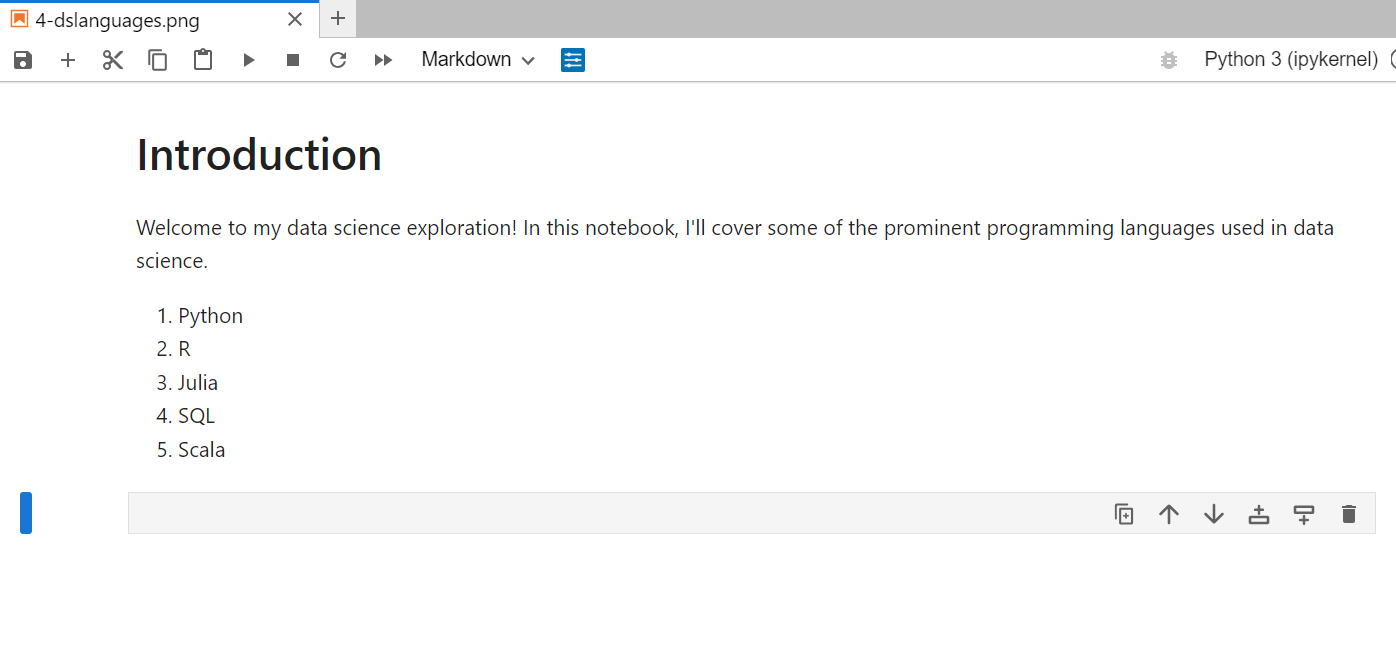 4-dslanguages.png
Markdown Python 3 (ipykernel)
Introduction
Welcome to my data science exploration! In this notebook, I'll cover some of the prominent programming languages used in data
science.
1. Python
2. R
3. Julia
4. SQL
5. Scala